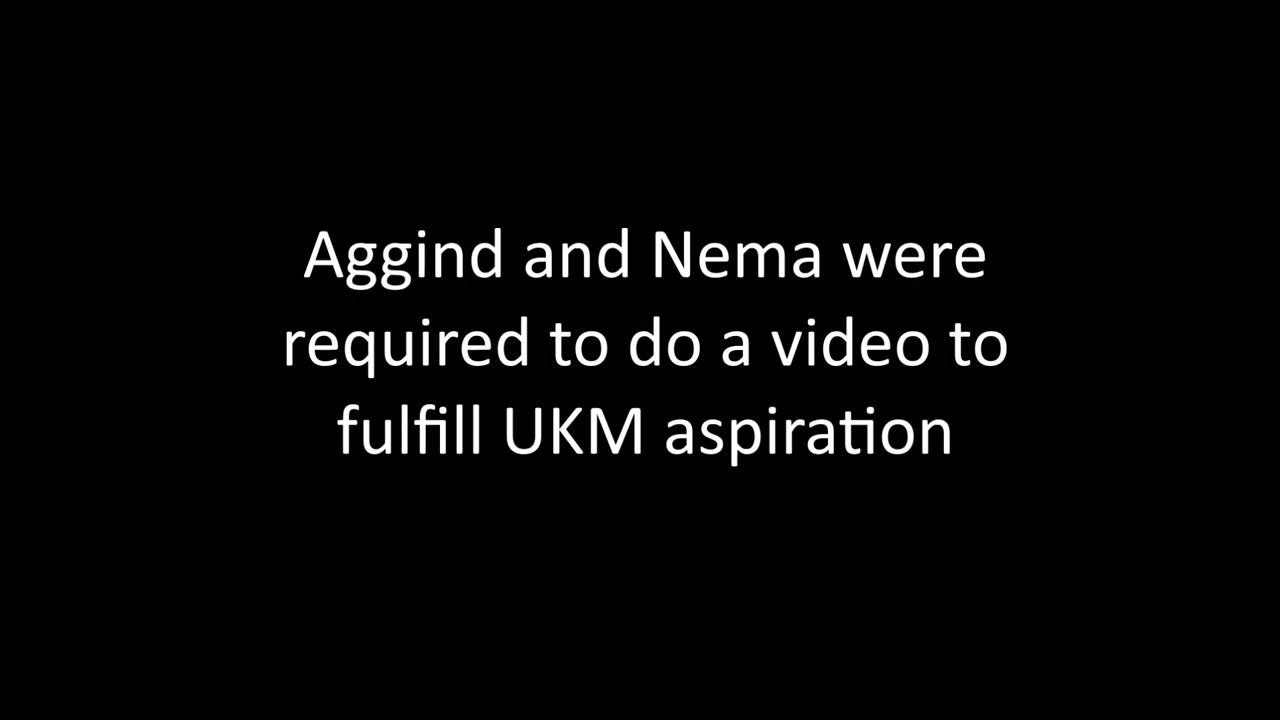 Aggind and Nema were
required to do a video to
fulfill UKM aspiration